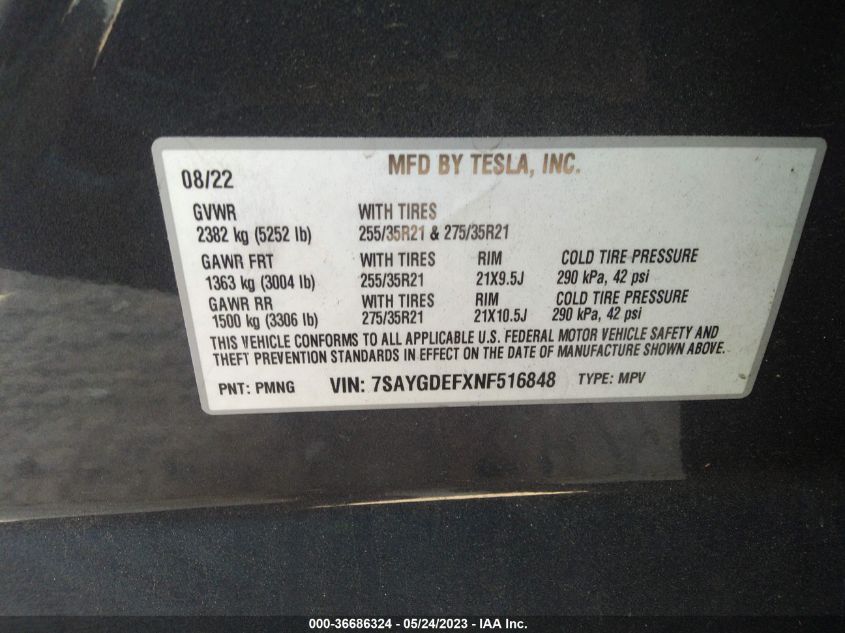 MFD BY TESLA, INC.
08/22
GVWR WITH TIRES
2382 kg (5252 lb) 255/35R21 & 275/35R21
GAWR FRT WITH TIRES RIM COLD TIRE PRESSURE
1363 kg (3004 lb) 255/35R21 21X9.5J 290 kPa, 42 psi
GAWR RR WITH TIRES RIM COLD TIRE PRESSURE
1500 kg (3306 lb) 275/35R21 21X10.5J 290 kPa, 42 psi
THIS VEHICLE CONFORMS TO ALL APPLICABLE U.S. FEDERAL MOTOR VEHICLE SAFETY AND
THEFT PREVENTION STANDARDS IN EFFECT ON THE DATE OF MANUFACTURE SHOWN ABOVE.
PNT: PMNG VIN: 7SAYGDEFXNF516848 TYPE: MPV
000-36686324 - 05/24/2023 - IAA Inc.